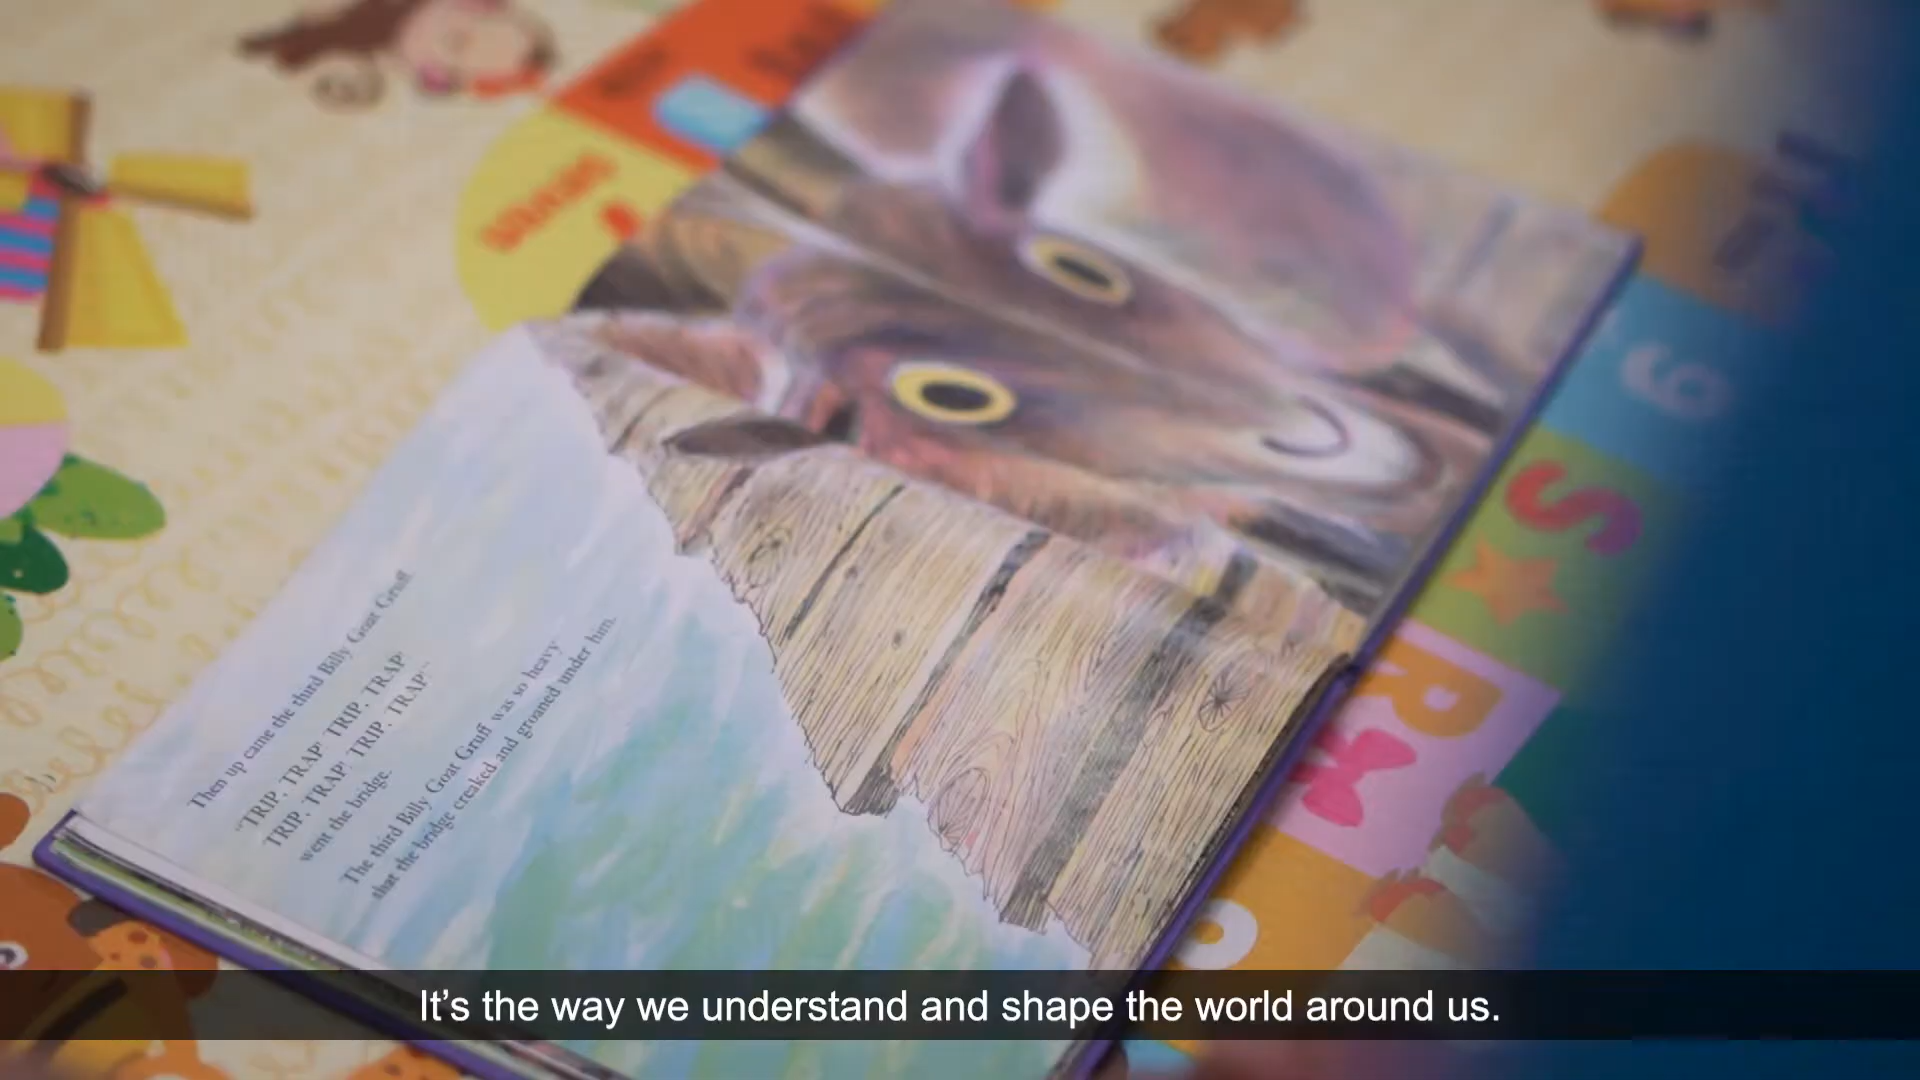 Then up came the third Billy Goat Gruff.
"TRIP, TRAP! TRIP, TRAP!
TRIP, TRAP! TRIP, TRAP!"
went the bridge.
The third Billy Goat Gruff was so heavy
that the bridge creaked and groaned under him.
S
R
It’s the way we understand and shape the world around us.